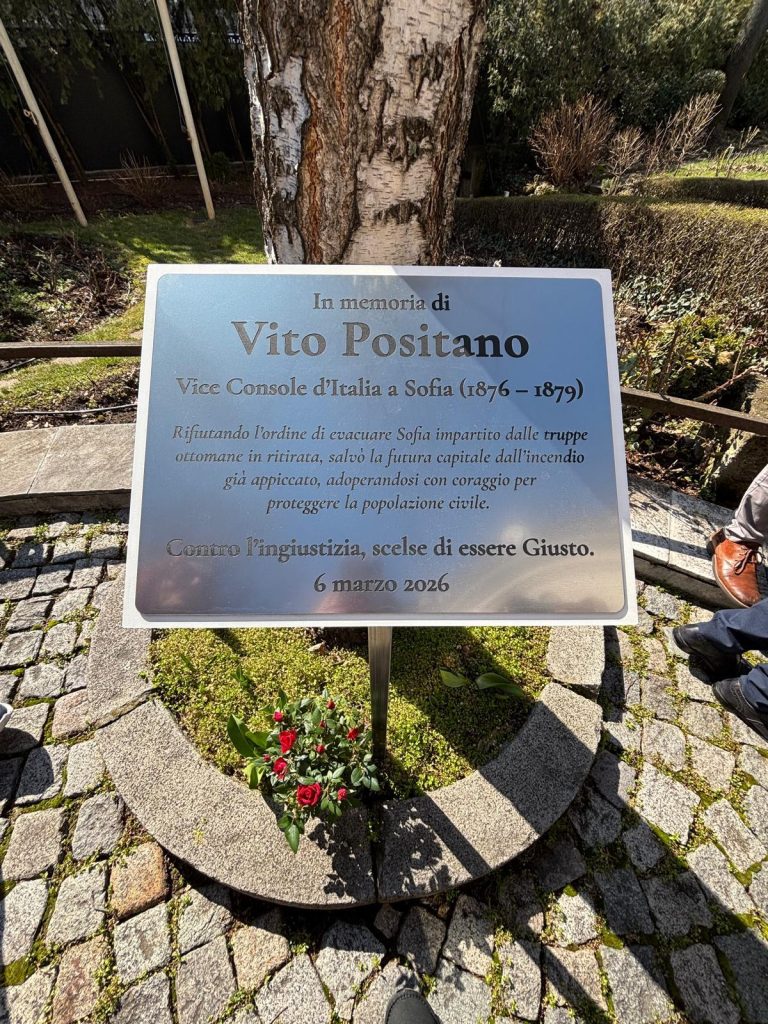 In memoria di
Vito Positano
Vice Console d'Italia a Sofia (1876 – 1879)
Rifiutando l'ordine di evacuare Sofia impartito dalle truppe
ottomane in ritirata, salvò la futura capitale dall'incendio
già appiccato, adoperandosi con coraggio per
proteggere la popolazione civile.
Contro l'ingiustizia, scelse di essere Giusto.
6 marzo 2026